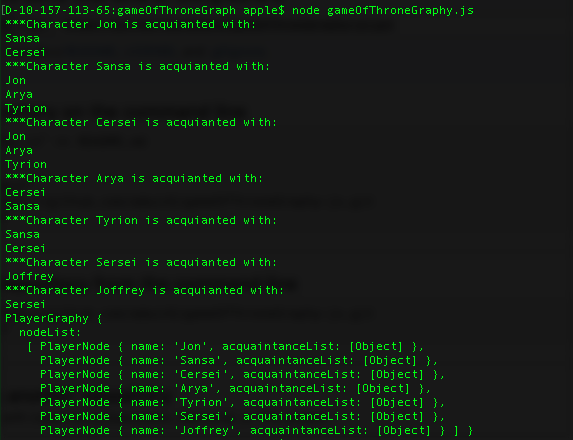 [D-10-157-113-65:gameOfThroneGraph apple$ node gameOfThroneGraphy.js
***Character Jon is acquianted with:
Sansa
Cersei
***Character Sansa is acquianted with:
Jon
Arya
Tyrion
***Character Cersei is acquianted with:
Jon
Arya
Tyrion
***Character Arya is acquianted with:
Cersei
Sansa
***Character Tyrion is acquianted with:
Sansa
Cersei
***Character Sersei is acquianted with:
Joffrey
***Character Joffrey is acquianted with:
Sersei
PlayerGraphy {
  nodeList:
   [ PlayerNode { name: 'Jon', acquaintanceList: [Object] },
     PlayerNode { name: 'Sansa', acquaintanceList: [Object] },
     PlayerNode { name: 'Cersei', acquaintanceList: [Object] },
     PlayerNode { name: 'Arya', acquaintanceList: [Object] },
     PlayerNode { name: 'Tyrion', acquaintanceList: [Object] },
     PlayerNode { name: 'Sersei', acquaintanceList: [Object] },
     PlayerNode { name: 'Joffrey', acquaintanceList: [Object] } ] }